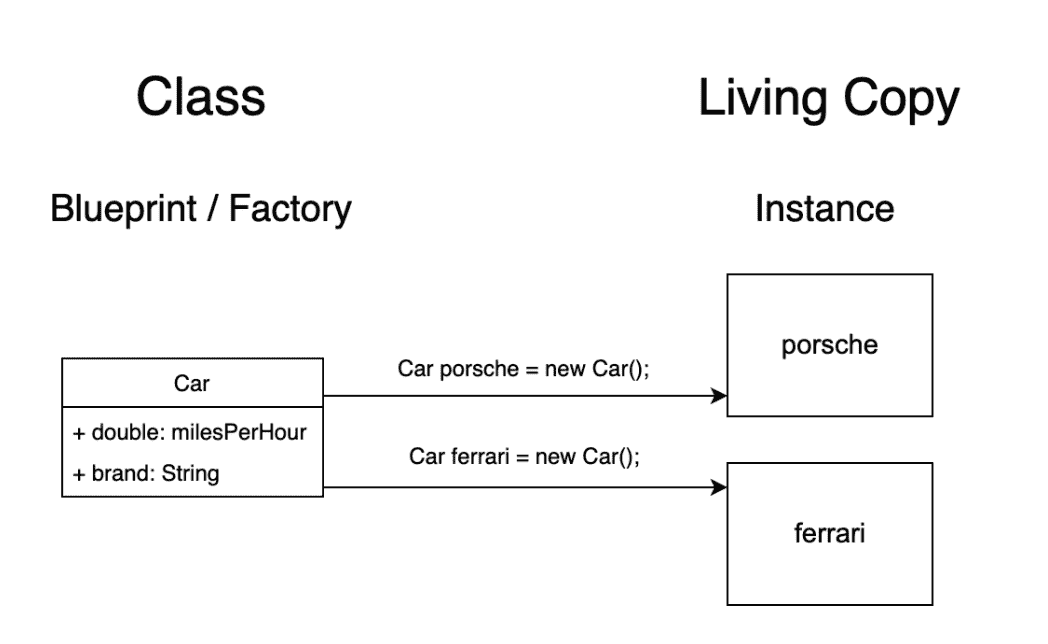 Class
Living Copy
Blueprint / Factory
Instance
Car
+ double: milesPerHour
+ brand: String
Car porsche = new Car();
Car ferrari = new Car();
porsche
ferrari